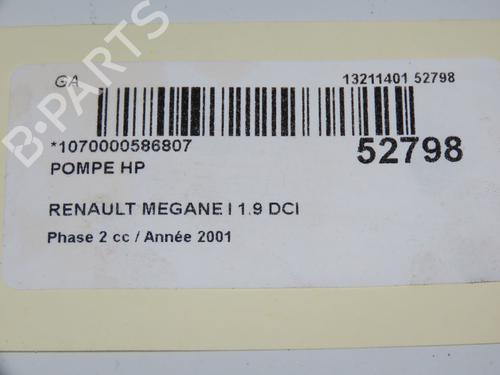 GA
13211401 52798
*1070000586807
52798
POMPE HP
RENAULT MEGANE I 1.9 DCI
Phase 2 cc / Année 2001
B-PARTS